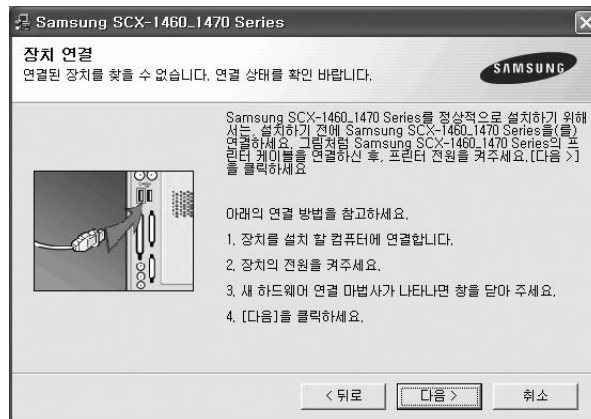 Samsung SCX-1460_1470 Series
장치 연결
연결된 장치를 찾을 수 없습니다. 연결 상태를 확인 바랍니다.
SAMSUNG
Samsung SCX-1460_1470 Series를 정상적으로 설치하기 위해
서는, 설치하기 전에 Samsung SCX-1460_1470 Series을(를)
연결하세요. 그림처럼 Samsung SCX-1460_1470 Series의 프
린터 케이블을 연결하신 후, 프린터 전원을 켜주세요.[다음 >]
을 클릭하세요
아래의 연결 방법을 참고하세요.
1. 장치를 설치 할 컴퓨터에 연결합니다.
2. 장치의 전원을 켜주세요.
3. 새 하드웨어 연결 마법사가 나타나면 창을 닫아 주세요.
4. [다음]을 클릭하세요.
< 뒤로
다음 >
취소